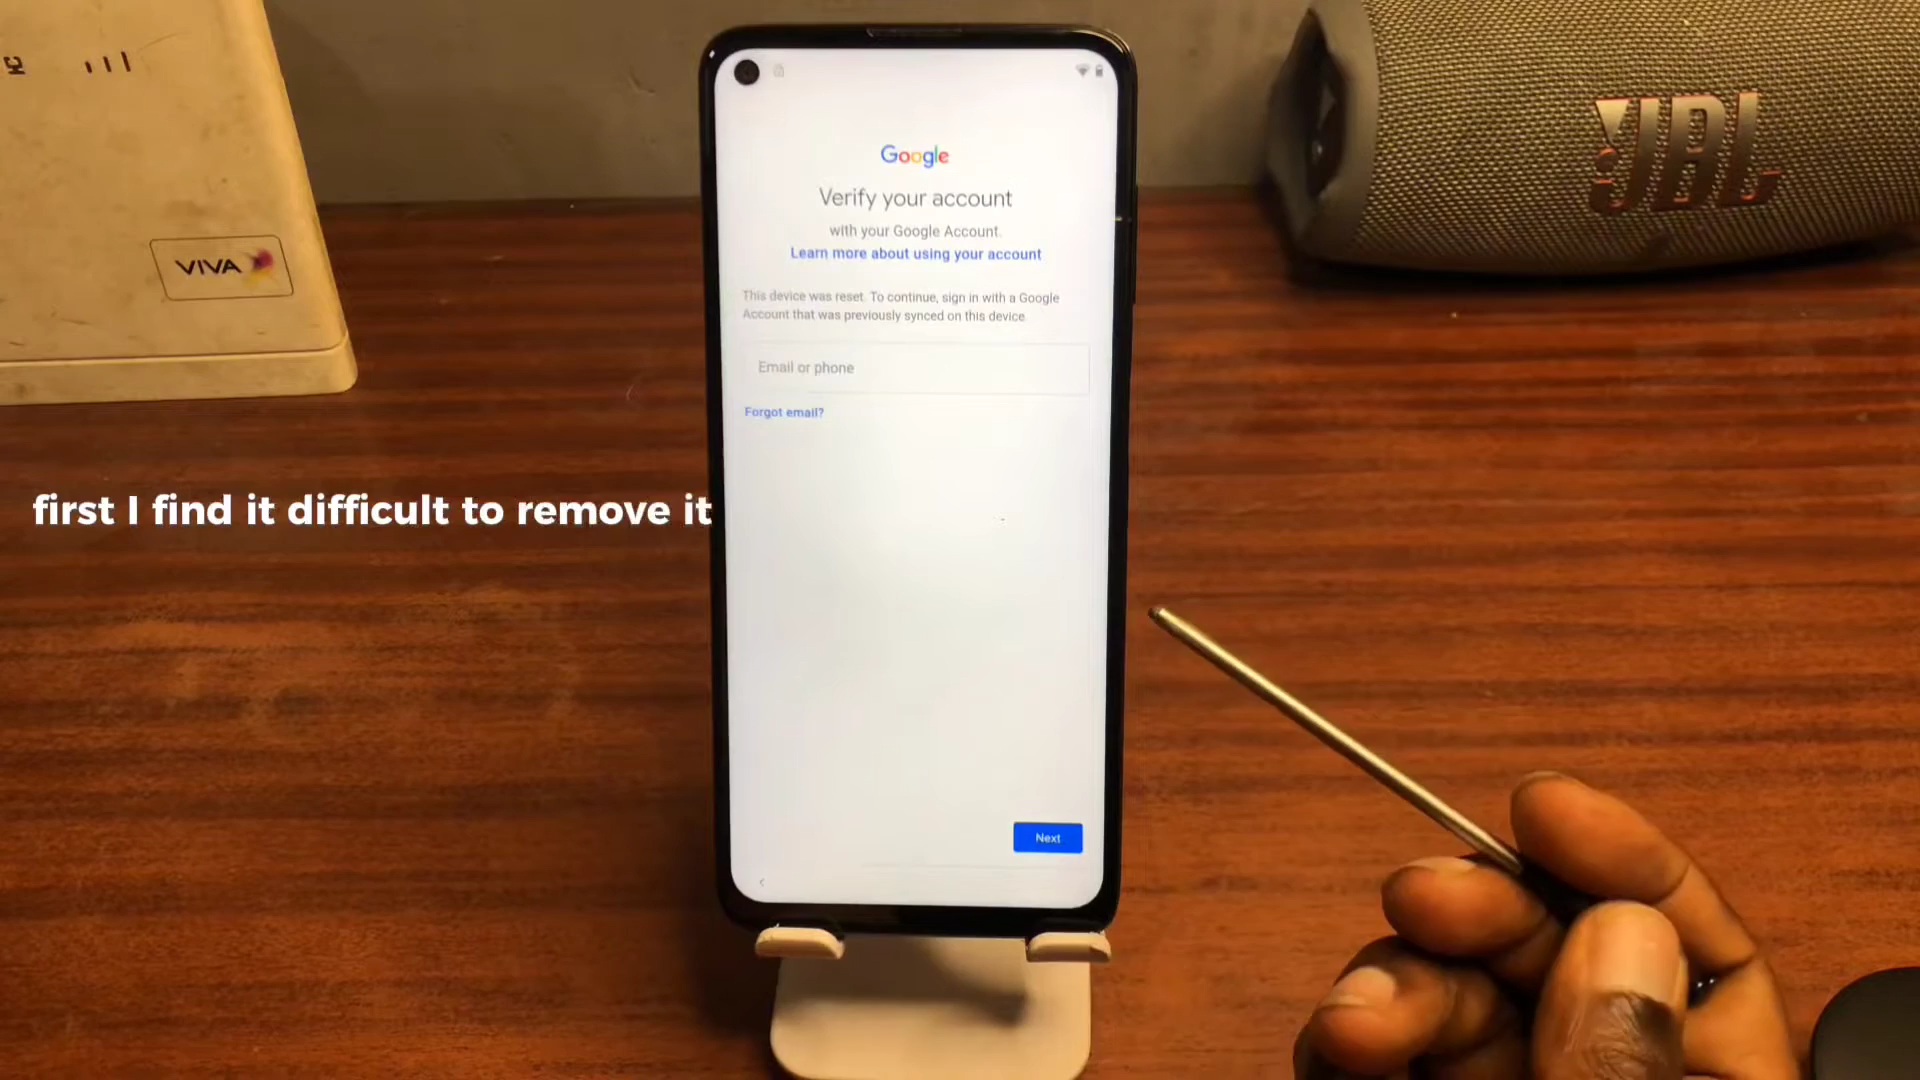 VIVA
JBL
Google
Verify your account
with your Google Account.
Learn more about using your account
This device was reset. To continue, sign in with a Google
Account that was previously synced on this device.
Email or phone
Forgot email?
first I find it difficult to remove it
Next